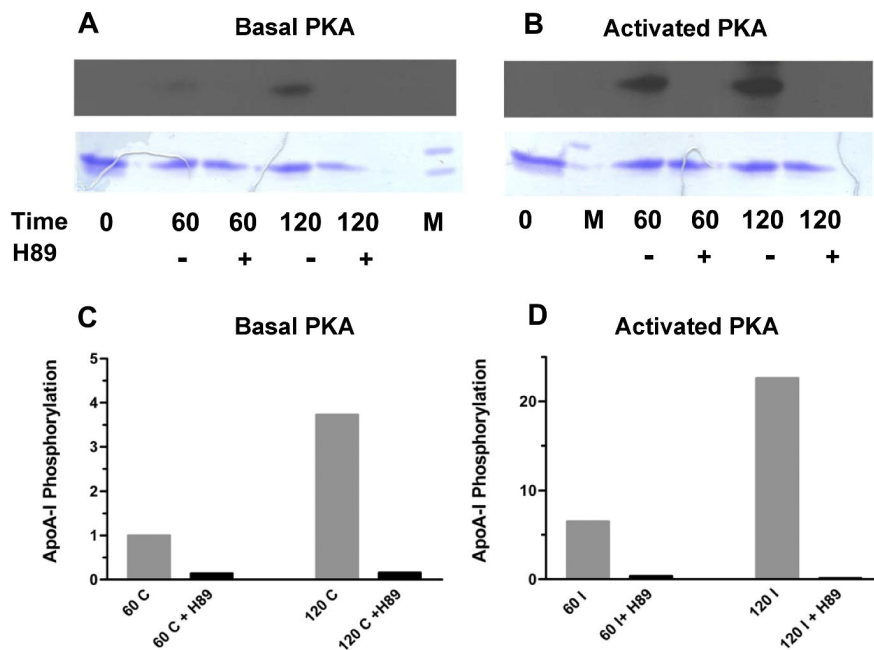 A
Basal PKA
B
Activated PKA
Time 0 60 60 120 120 M
H89 - + - +
0 M 60 60 120 120
- + - +
C
Basal PKA
ApoA-I Phosphorylation
5
4
3
2
1
0
60 C
60 C + H89
120 C
120 C +H89
D
Activated PKA
ApoA-I Phosphorylation
20
10
0
60 I
60 I+ H89
120 I
120 I + H89